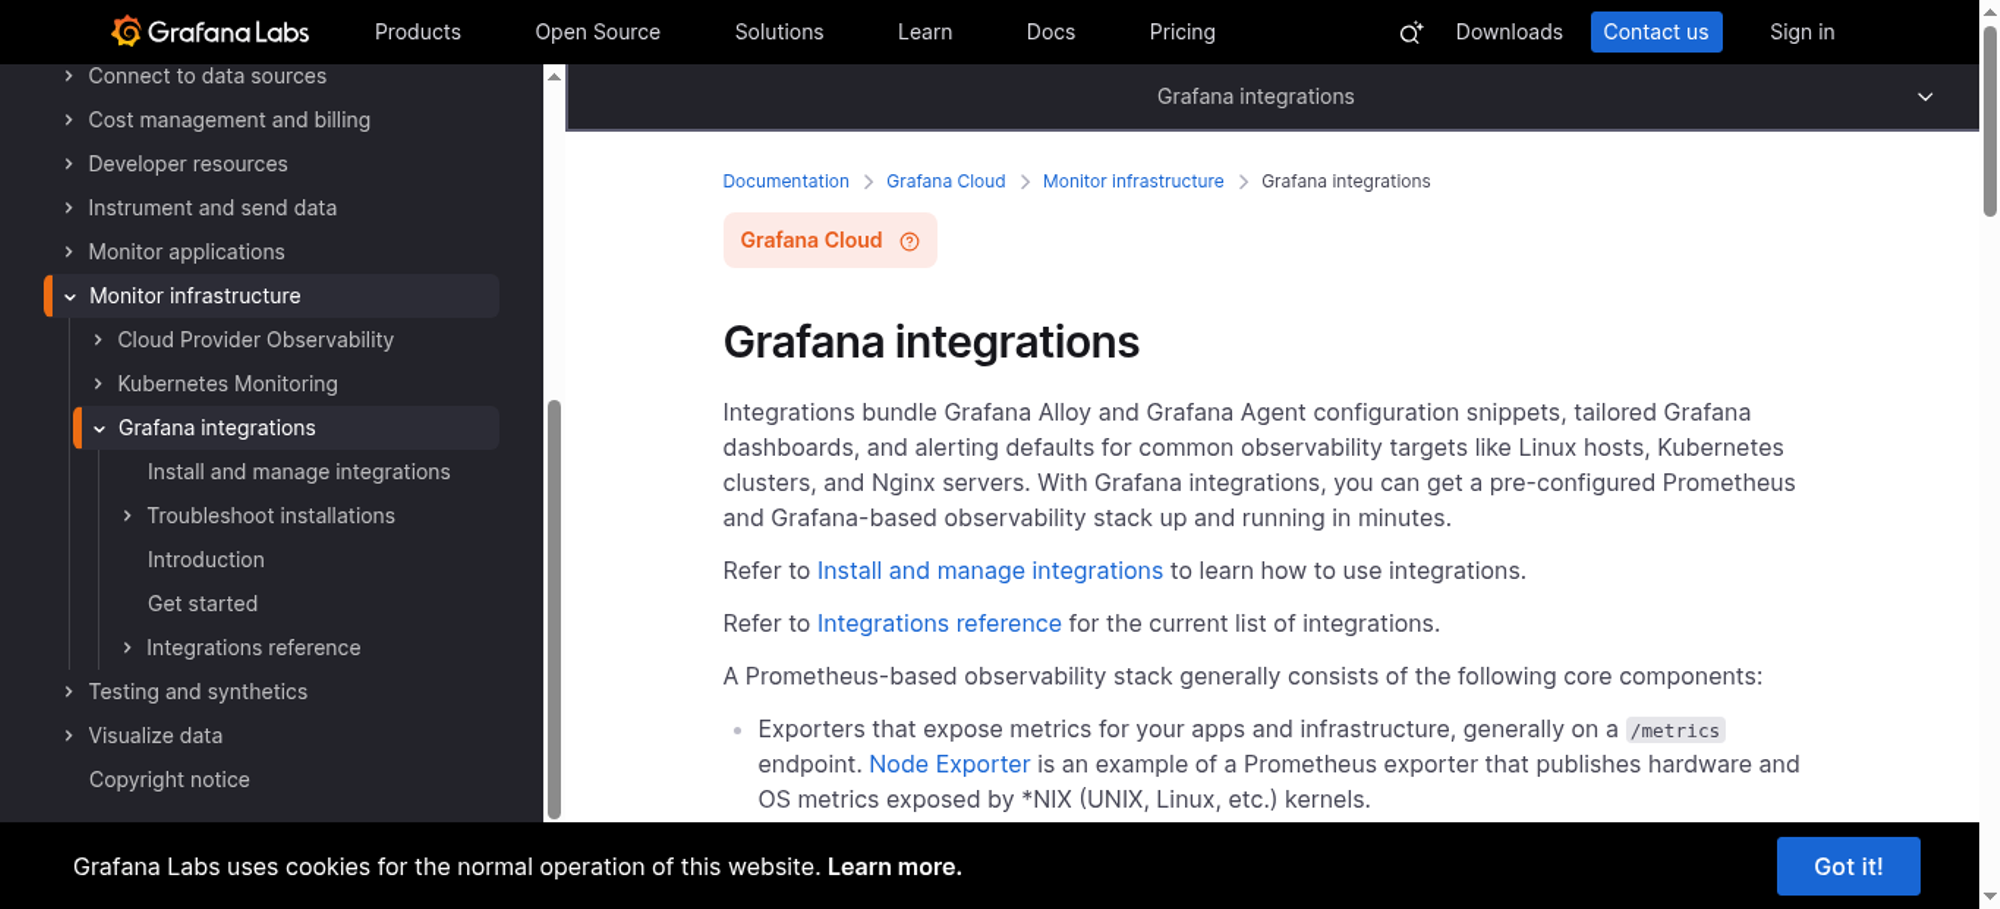 Grafana Labs Products Open Source Solutions Learn Docs Pricing Downloads Contact us Sign in
Connect to data sources
Cost management and billing
Developer resources
Instrument and send data
Monitor applications
Monitor infrastructure
Cloud Provider Observability
Kubernetes Monitoring
Grafana integrations
Install and manage integrations
Troubleshoot installations
Introduction
Get started
Integrations reference
Testing and synthetics
Visualize data
Copyright notice
Grafana integrations
Documentation Grafana Cloud Monitor infrastructure Grafana integrations
Grafana Cloud
Grafana integrations
Integrations bundle Grafana Alloy and Grafana Agent configuration snippets, tailored Grafana
dashboards, and alerting defaults for common observability targets like Linux hosts, Kubernetes
clusters, and Nginx servers. With Grafana integrations, you can get a pre-configured Prometheus
and Grafana-based observability stack up and running in minutes.
Refer to Install and manage integrations to learn how to use integrations.
Refer to Integrations reference for the current list of integrations.
A Prometheus-based observability stack generally consists of the following core components:
Exporters that expose metrics for your apps and infrastructure, generally on a /metrics
endpoint. Node Exporter is an example of a Prometheus exporter that publishes hardware and
OS metrics exposed by *NIX (UNIX, Linux, etc.) kernels.
Grafana Labs uses cookies for the normal operation of this website. Learn more.
Got it!